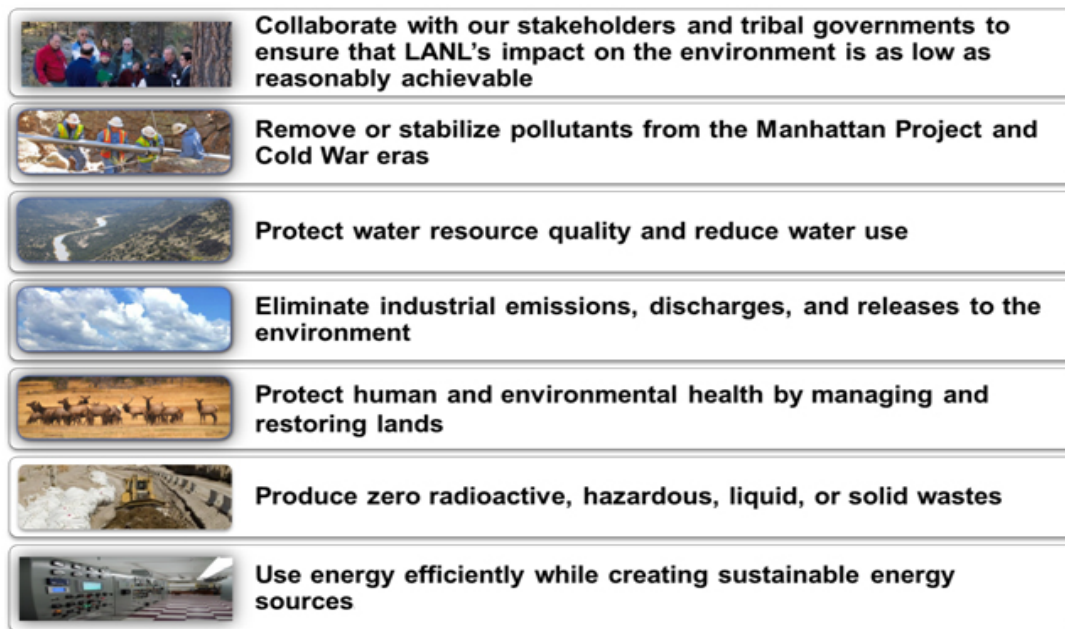 Collaborate with our stakeholders and tribal governments to
ensure that LANL's impact on the environment is as low as
reasonably achievable
Remove or stabilize pollutants from the Manhattan Project and
Cold War eras
Protect water resource quality and reduce water use
Eliminate industrial emissions, discharges, and releases to the
environment
Protect human and environmental health by managing and
restoring lands
Produce zero radioactive, hazardous, liquid, or solid wastes
Use energy efficiently while creating sustainable energy
sources